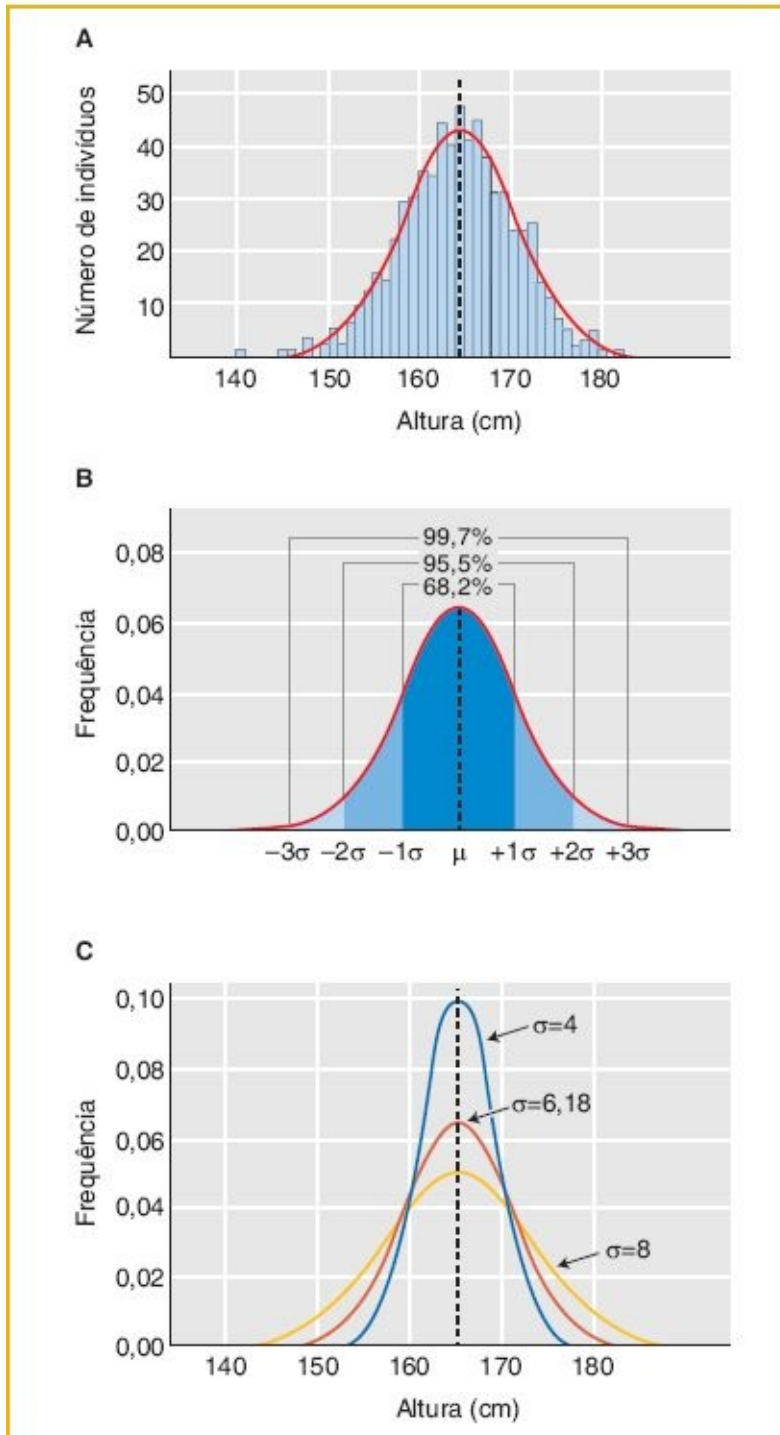 A
Número de indivíduos
50
40
30
20
10
140 150 160 170 180
Altura (cm)
B
Frequência
99,7%
95,5%
68,2%
0,08
0,06
0,04
0,02
0,00
−3σ −2σ −1σ μ +1σ +2σ +3σ
C
Frequência
0,10
0,08
0,06
0,04
0,02
0,00
σ=4
σ=6,18
σ=8
140 150 160 170 180
Altura (cm)